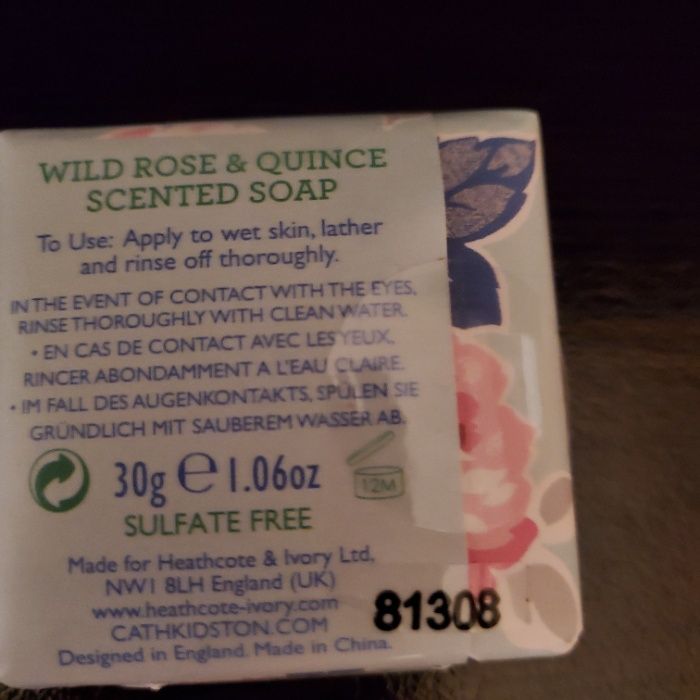 WILD ROSE & QUINCE
SCENTED SOAP
To Use: Apply to wet skin, lather
and rinse off thoroughly.
IN THE EVENT OF CONTACT WITH THE EYES,
RINSE THOROUGHLY WITH CLEAN WATER.
• EN CAS DE CONTACT AVEC LES YEUX,
RINCER ABONDAMMENT A L'EAU CLAIRE.
• IM FALL DES AUGENKONTAKTS, SPÜLEN SIE
GRÜNDLICH MIT SAUBEREM WASSER AB.
30g e 1.06oz
12M
SULFATE FREE
Made for Heathcote & Ivory Ltd,
NW1 8LH England (UK)
www.heathcote-ivory.com
CATHKIDSTON.COM
Designed in England. Made in China.
81308